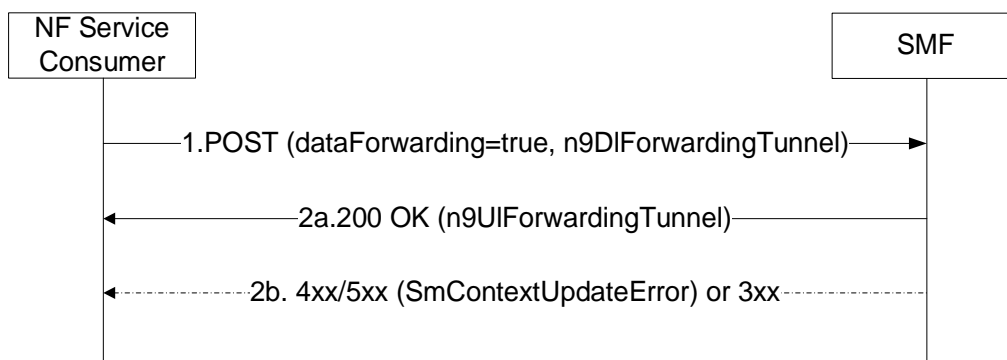 NF Service
Consumer
SMF
1.POST (dataForwarding=true, n9DlForwardingTunnel)
2a.200 OK (n9UlForwardingTunnel)
2b. 4xx/5xx (SmContextUpdateError) or 3xx